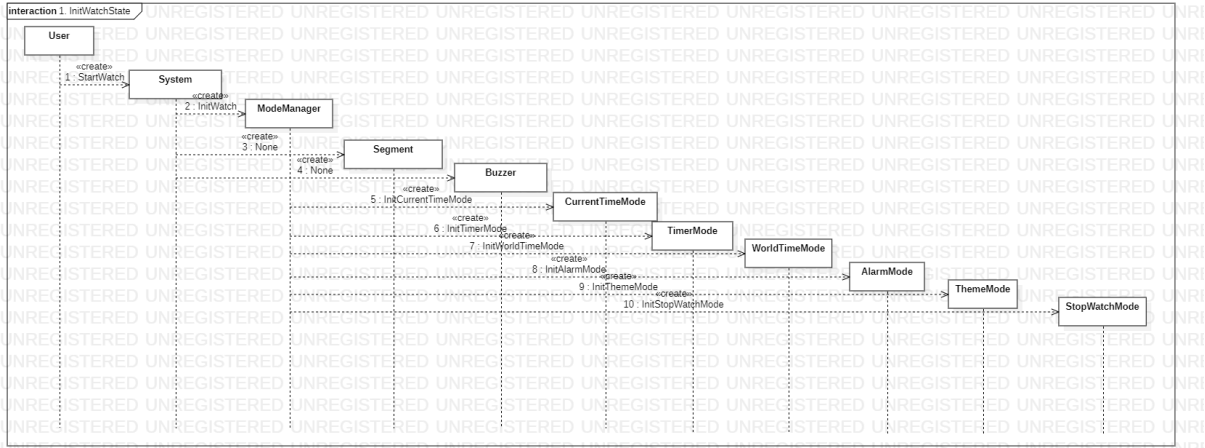 interaction 1. InitWatchState
User
«create»
1 : StartWatch
System
«create»
2 : InitWatch
ModeManager
«create»
3 : None
Segment
«create»
4 : None
Buzzer
«create»
5 : InitCurrentTimeMode
CurrentTimeMode
«create»
6 : InitTimerMode
TimerMode
«create»
7 : InitWorldTimeMode
WorldTimeMode
«create»
8 : InitAlarmMode
AlarmMode
«create»
9 : InitThemeMode
ThemeMode
«create»
10 : InitStopWatchMode
StopWatchMode
UNREGISTERED